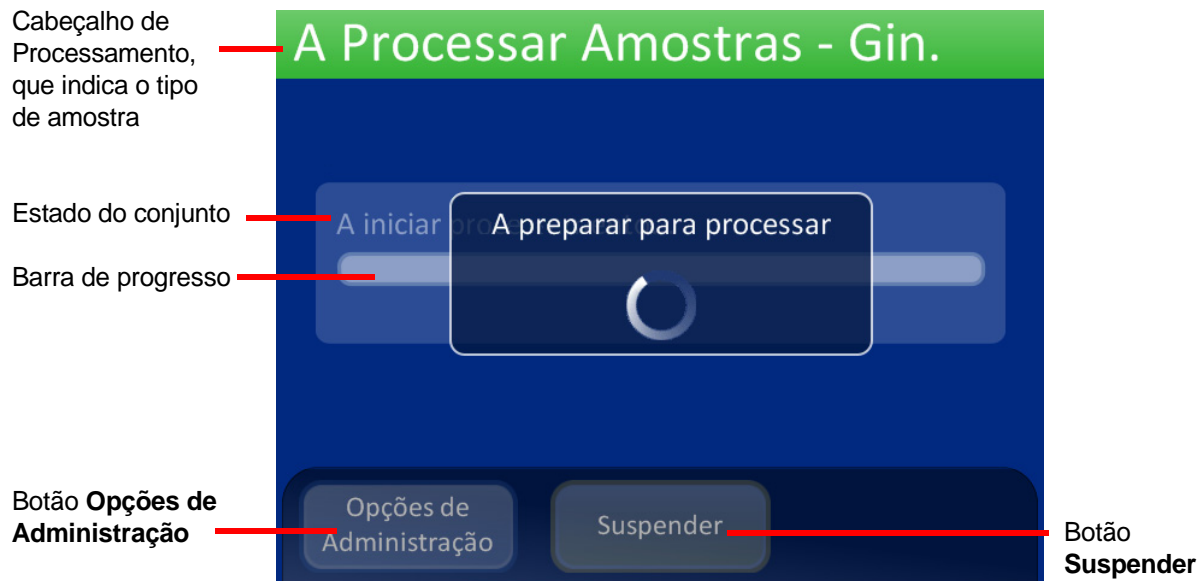 Cabeçalho de
Processamento,
que indica o tipo
de amostra
A Processar Amostras - Gin.
Estado do conjunto
A iniciar
A preparar para processar
Barra de progresso
Botão Opções de
Administração
Opções de
Administração
Suspender
Botão
Suspender